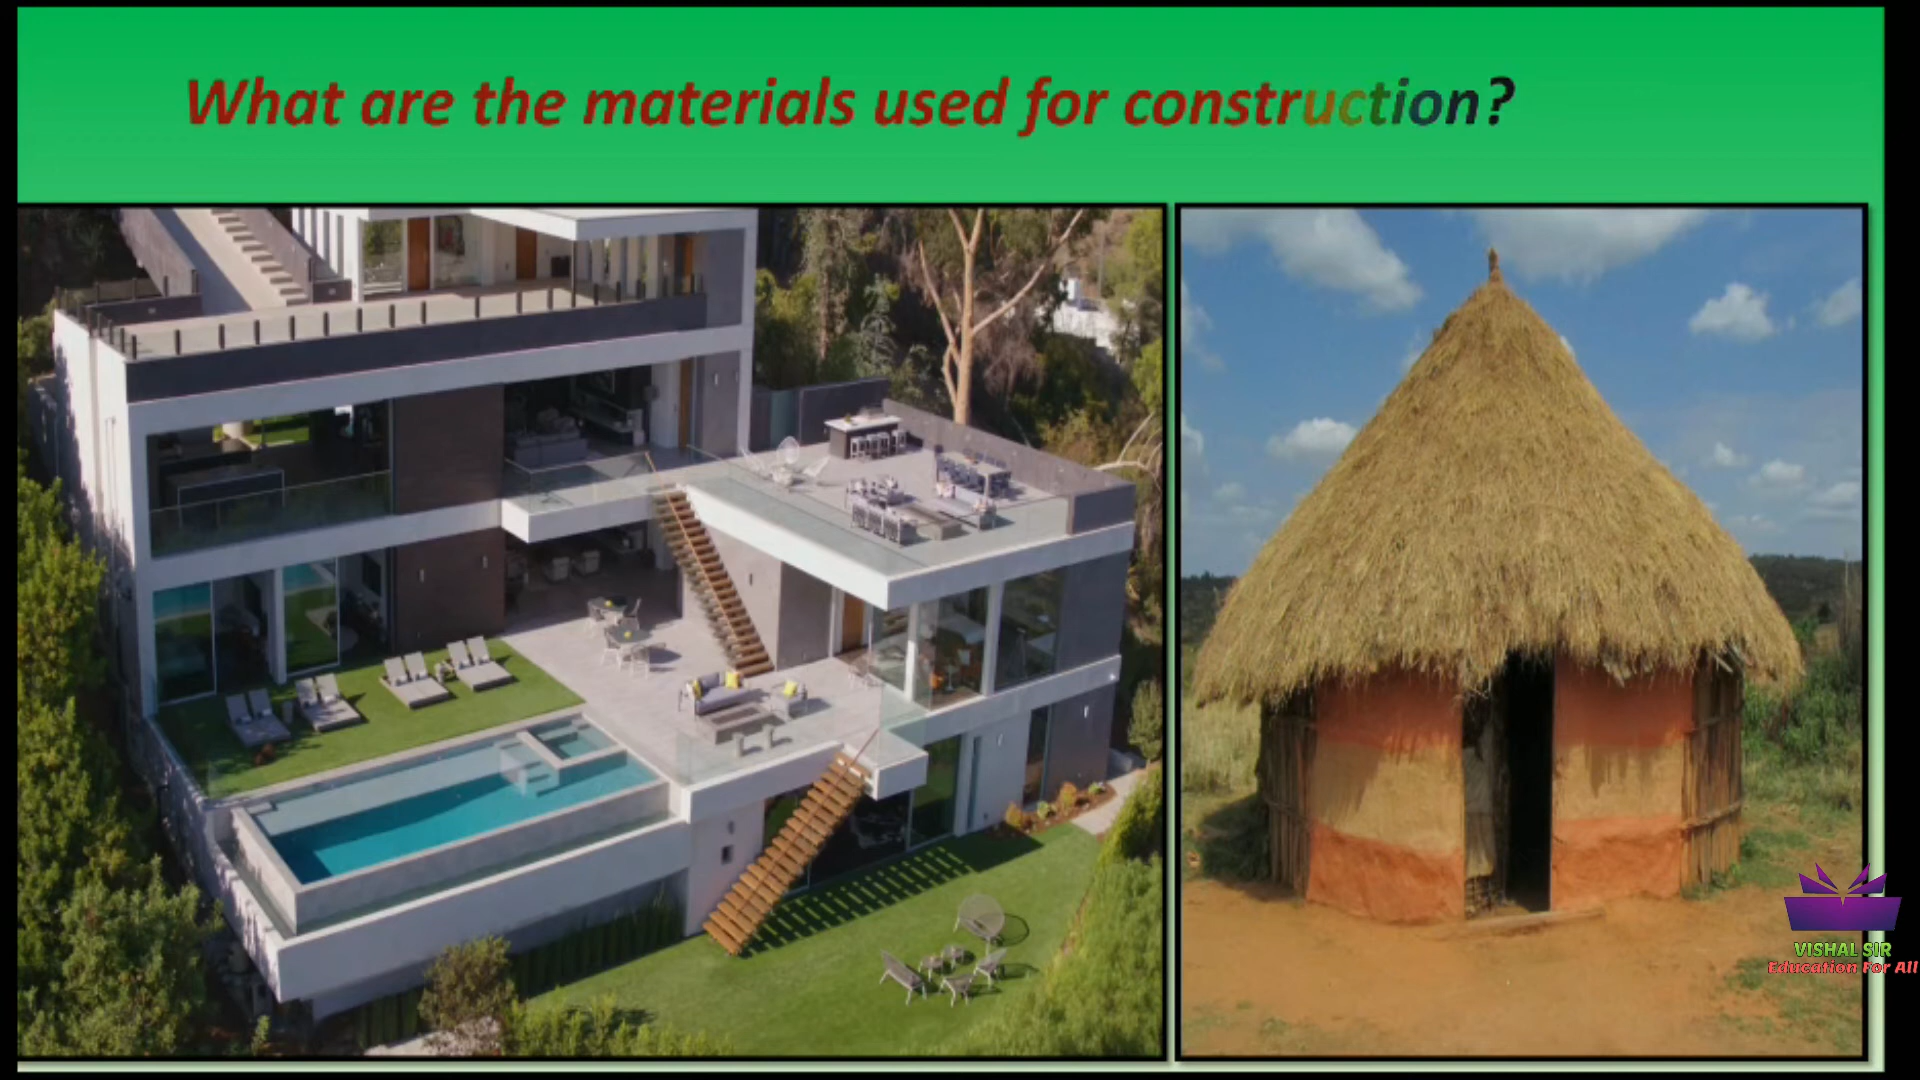 What are the materials used for construction?
VISHAL SIR
Education For All